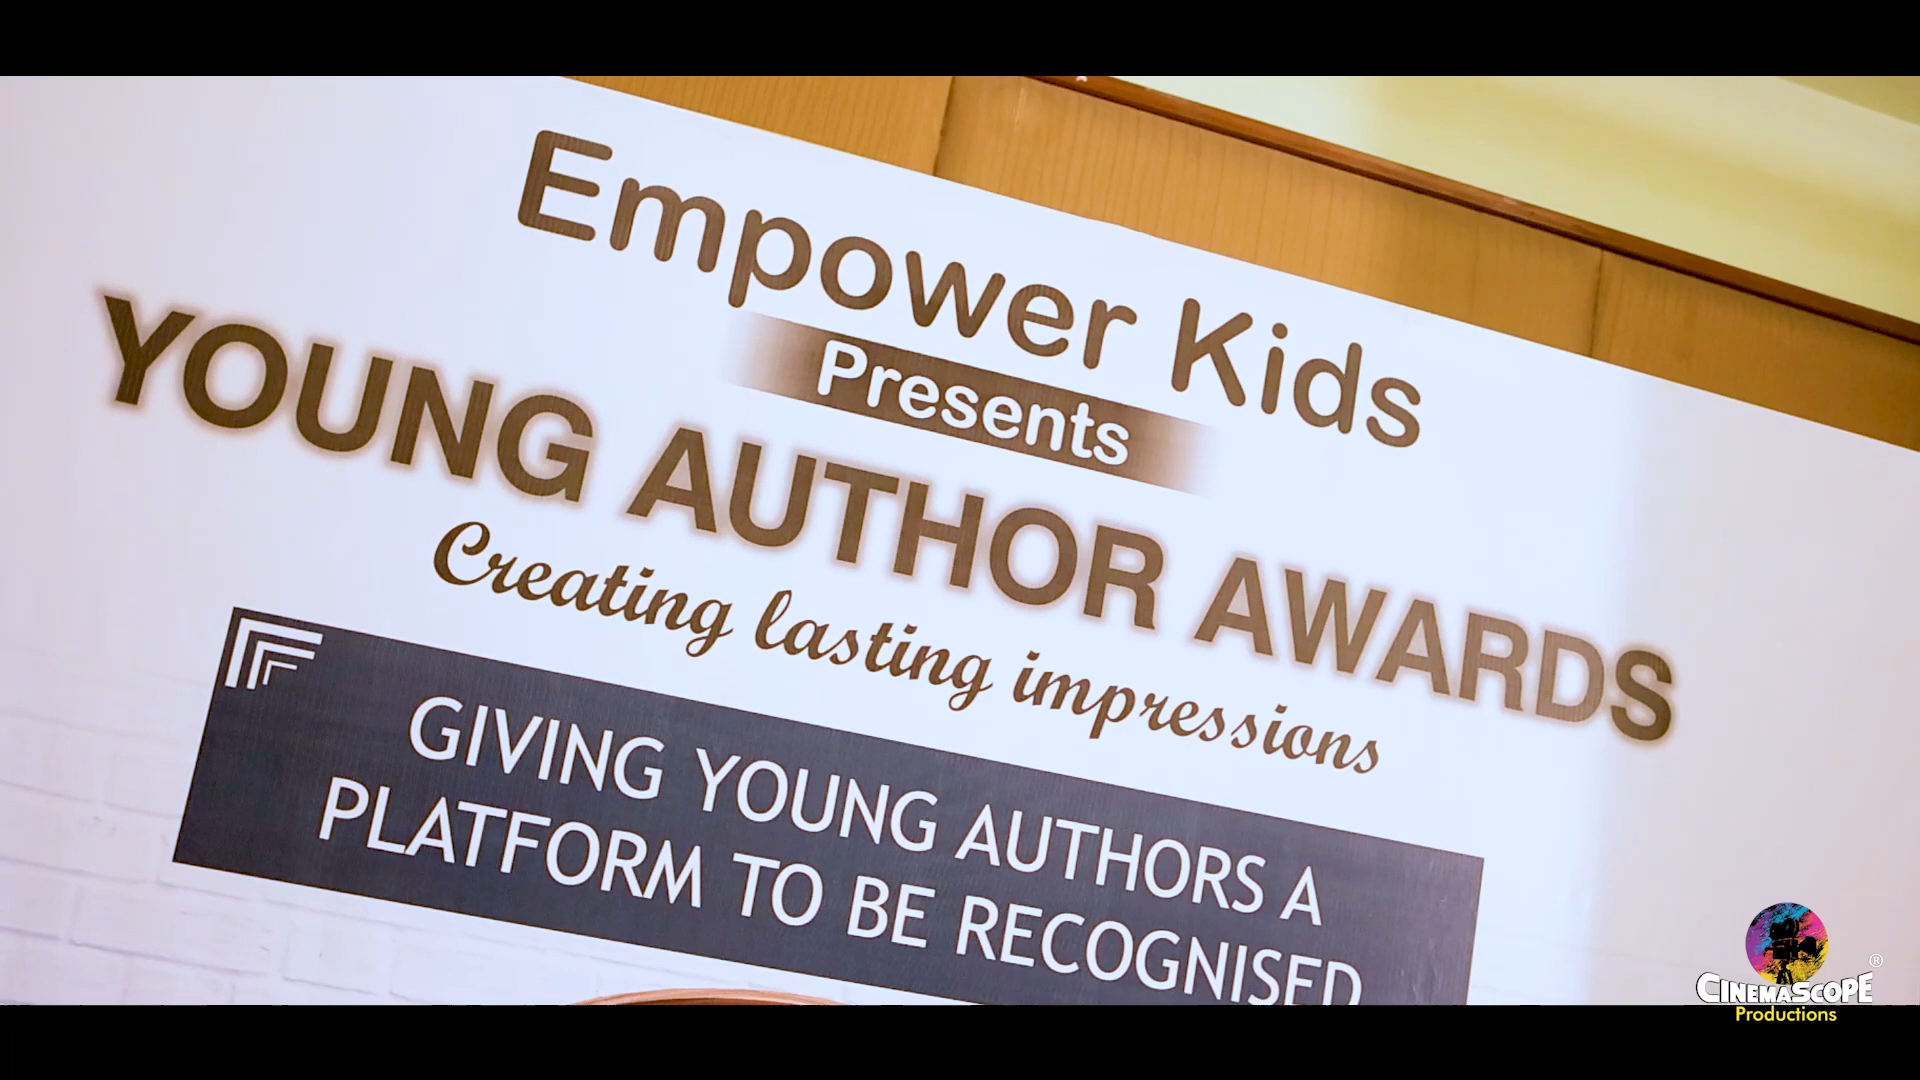 Empower Kids
Presents
YOUNG AUTHOR AWARDS
Creating lasting impressions
GIVING YOUNG AUTHORS A
PLATFORM TO BE RECOGNISED
CINEMASCOPE ®
Productions